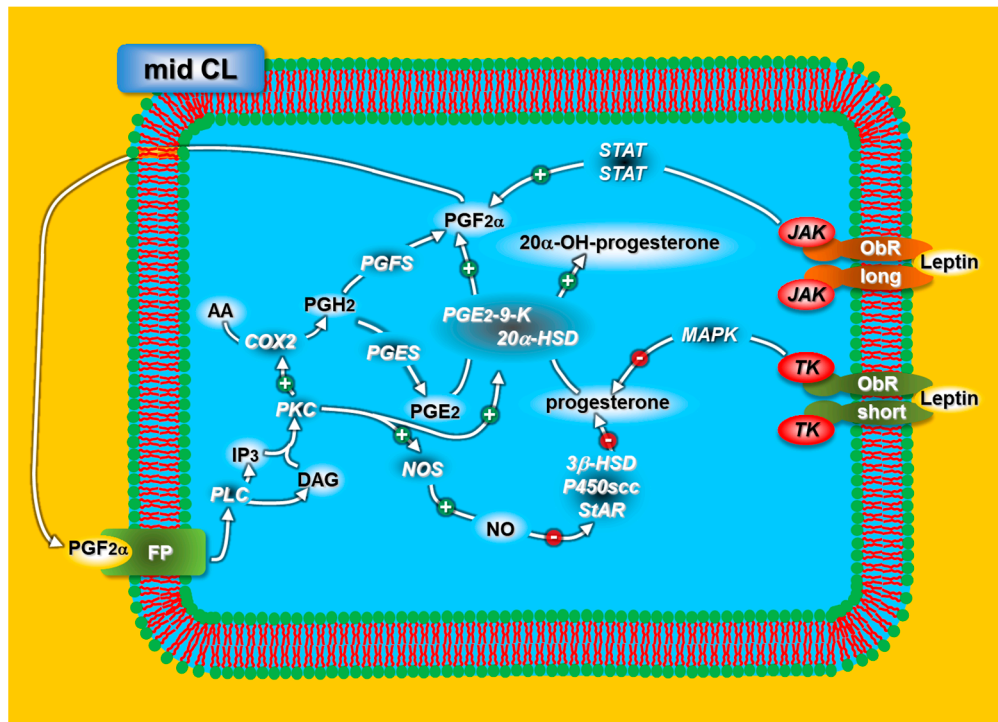 mid CL
STAT
STAT
PGF2α
20α-OH-progesterone
JAK
ObR
Leptin
long
JAK
PGFS
AA
PGH2
PGE2-9-K
20α-HSD
COX2
PGES
MAPK
TK
ObR
Leptin
short
TK
PKC
PGE2
progesterone
IP3
DAG
NOS
3β-HSD
P450scc
StAR
PLC
NO
PGF2α
FP
+
+
+
+
+
+
+
-
-
-